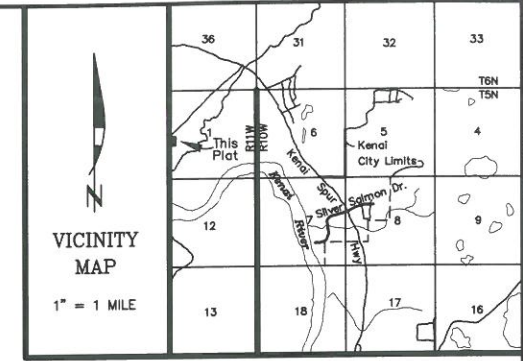 N
VICINITY
MAP
1" = 1 MILE
36 31 32 33
T6N
T5N
1 6 5 4
This
Plat
R11W
R10W
Kenai
City Limits
Kenai Spur Hwy
Kenai River
Silver Salmon Dr.
12 7 8 9
13 18 17 16